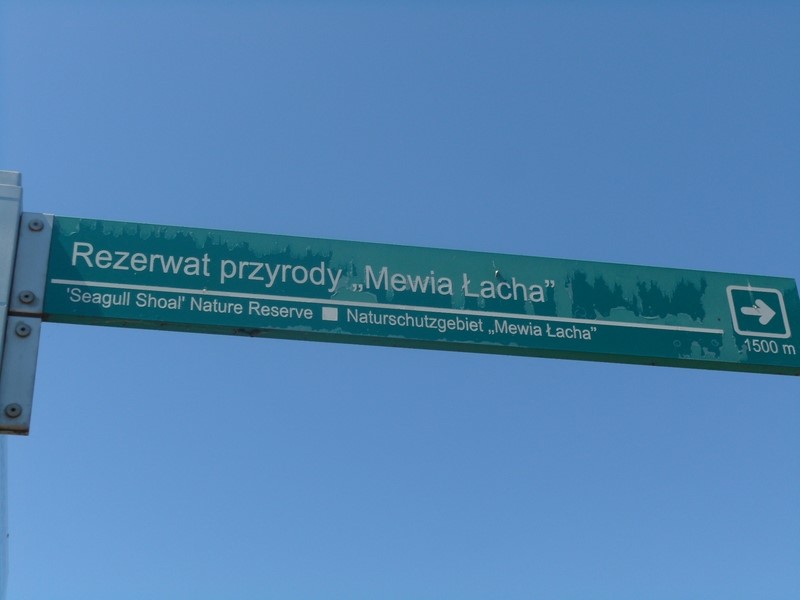 Rezerwat przyrody „Mewia Łacha”
'Seagull Shoal' Nature Reserve ■ Naturschutzgebiet „Mewia Łacha”
1500 m